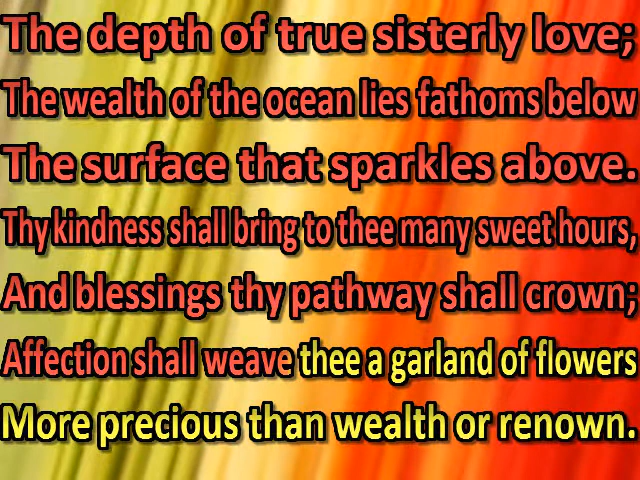 The depth of true sisterly love;
The wealth of the ocean lies fathoms below
The surface that sparkles above.
Thy kindness shall bring to thee many sweet hours,
And blessings thy pathway shall crown;
Affection shall weave thee a garland of flowers
More precious than wealth or renown.